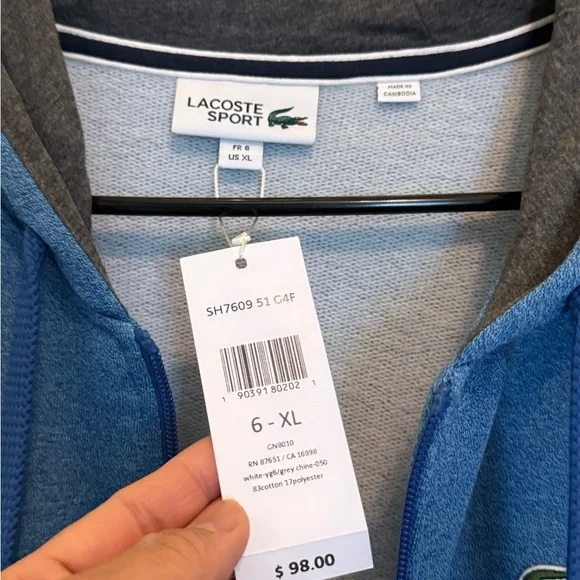 LACOSTE
SPORT
MADE IN
CAMBODIA
FR 6
US XL
SH7609 51 G4F
1 90391 80202 1
6 - XL
GN8010
RN 87651 / CA 16998
white-yg6/grey chine-050
83cotton 17polyester
$ 98.00